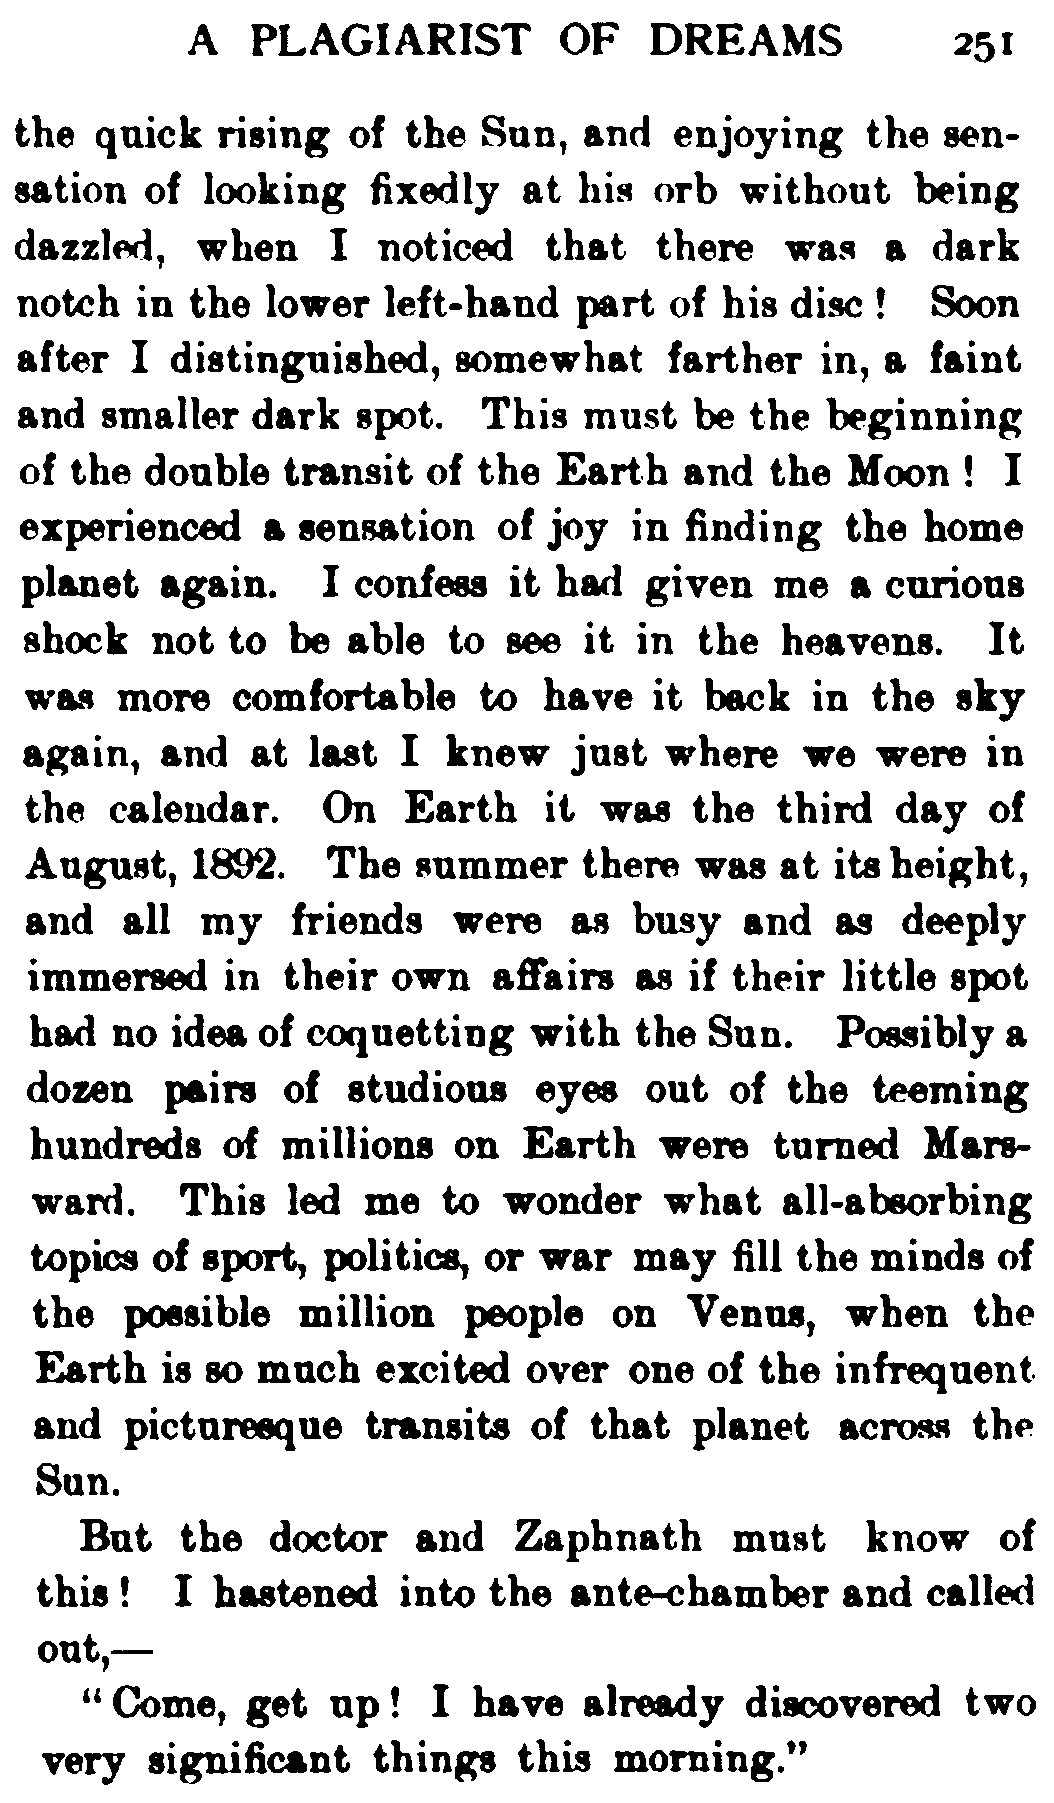 A PLAGIARIST OF DREAMS 251
the quick rising of the Sun, and enjoying the sen-
sation of looking fixedly at his orb without being
dazzled, when I noticed that there was a dark
notch in the lower left-hand part of his disc ! Soon
after I distinguished, somewhat farther in, a faint
and smaller dark spot. This must be the beginning
of the double transit of the Earth and the Moon ! I
experienced a sensation of joy in finding the home
planet again. I confess it had given me a curious
shock not to be able to see it in the heavens. It
was more comfortable to have it back in the sky
again, and at last I knew just where we were in
the calendar. On Earth it was the third day of
August, 1892. The summer there was at its height,
and all my friends were as busy and as deeply
immersed in their own affairs as if their little spot
had no idea of coquetting with the Sun. Possibly a
dozen pairs of studious eyes out of the teeming
hundreds of millions on Earth were turned Mars-
ward. This led me to wonder what all-absorbing
topics of sport, politics, or war may fill the minds of
the possible million people on Venus, when the
Earth is so much excited over one of the infrequent
and picturesque transits of that planet across the
Sun.
But the doctor and Zaphnath must know of
this ! I hastened into the ante-chamber and called
out,—
“Come, get up ! I have already discovered two
very significant things this morning.”